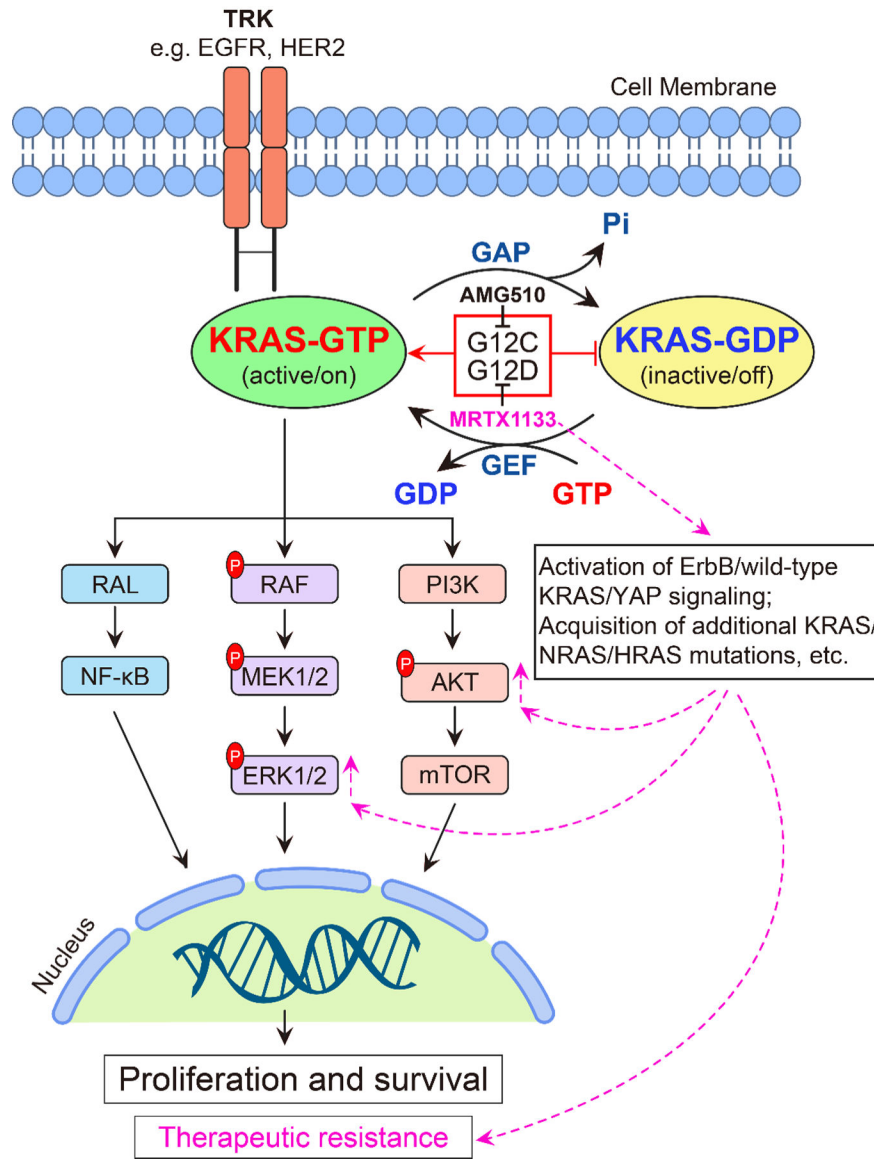 TRK
e.g. EGFR, HER2
Cell Membrane
Pi
GAP
AMG510
KRAS-GTP
(active/on)
G12C
G12D
KRAS-GDP
(inactive/off)
MRTX1133
GEF
GDP
GTP
RAL
P
RAF
PI3K
Activation of ErbB/wild-type
KRAS/YAP signaling;
Acquisition of additional KRAS/
NRAS/HRAS mutations, etc.
NF-κB
P
MEK1/2
P
AKT
P
ERK1/2
mTOR
Nucleus
Proliferation and survival
Therapeutic resistance